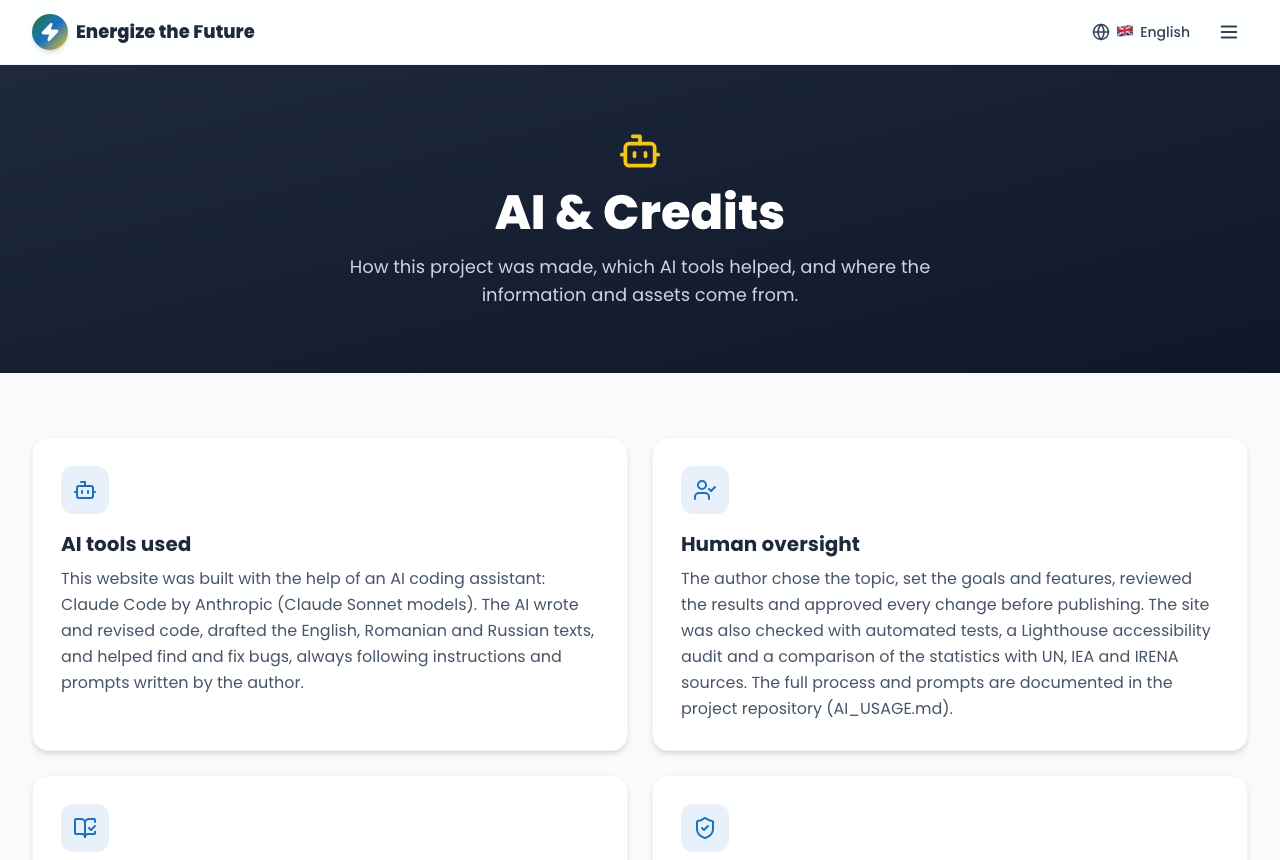 Energize the Future
English
AI & Credits
How this project was made, which AI tools helped, and where the
information and assets come from.
AI tools used
This website was built with the help of an AI coding assistant:
Claude Code by Anthropic (Claude Sonnet models). The AI wrote
and revised code, drafted the English, Romanian and Russian texts,
and helped find and fix bugs, always following instructions and
prompts written by the author.
Human oversight
The author chose the topic, set the goals and features, reviewed
the results and approved every change before publishing. The site
was also checked with automated tests, a Lighthouse accessibility
audit and a comparison of the statistics with UN, IEA and IRENA
sources. The full process and prompts are documented in the
project repository (AI_USAGE.md).